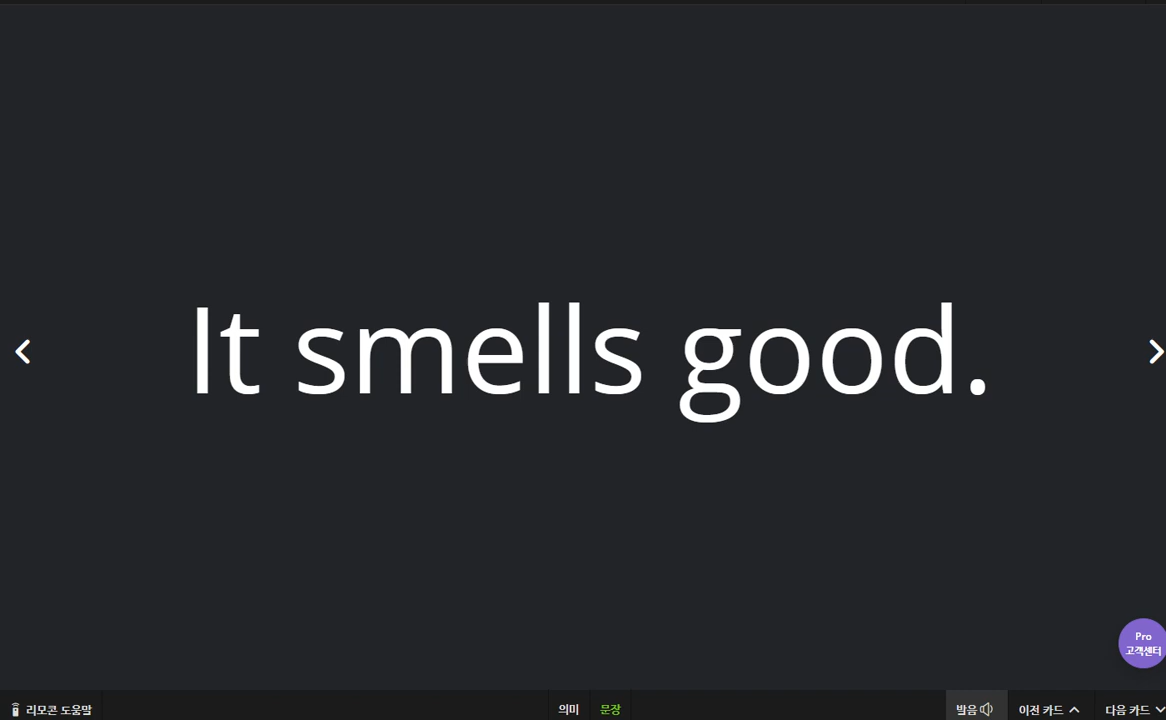 It smells good.
Pro
고객센터
리모콘 도움말
의미
문장
발음
이전 카드
다음 카드